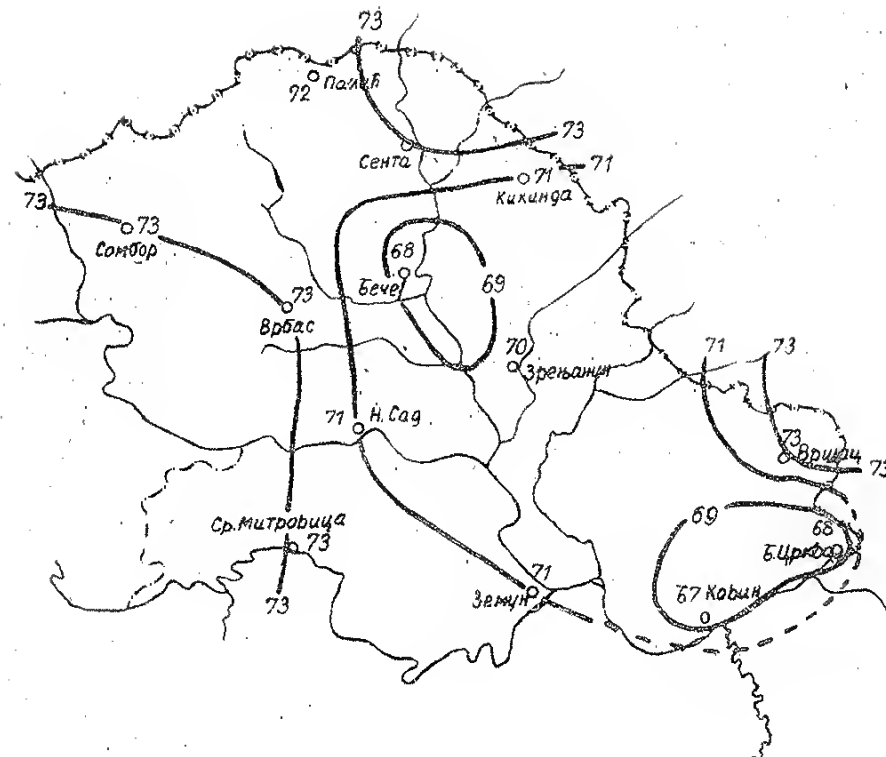 73
72 Палић
73
Сента
71
71
Кикинда
73
73
Сомбор
68
Бече
69
73
Врбас
70
Зрењанин
71
73
71 Н. Сад
73
Вршац
73
69
68
Б. Црква
Ср. Митровица
73
73
71
Земун
67 Ковин